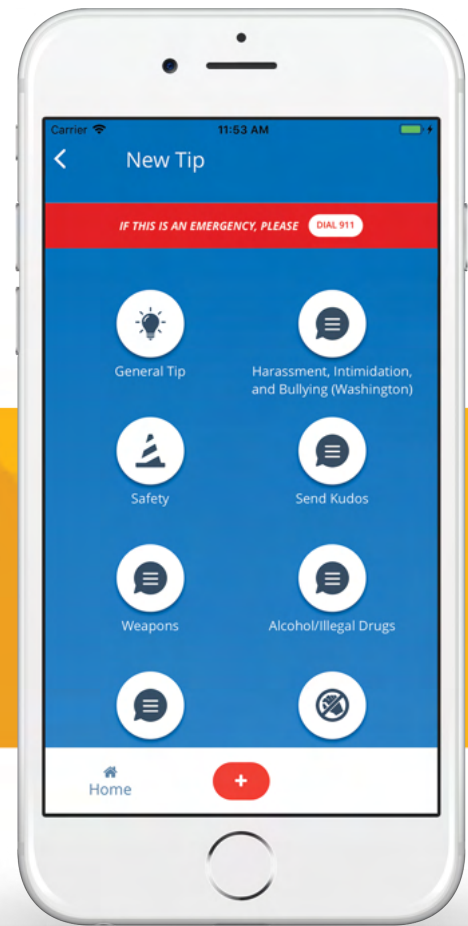 Carrier 11:53 AM
New Tip
IF THIS IS AN EMERGENCY, PLEASE DIAL 911
General Tip
Harassment, Intimidation,
and Bullying (Washington)
Safety
Send Kudos
Weapons
Alcohol/Illegal Drugs
Home
+